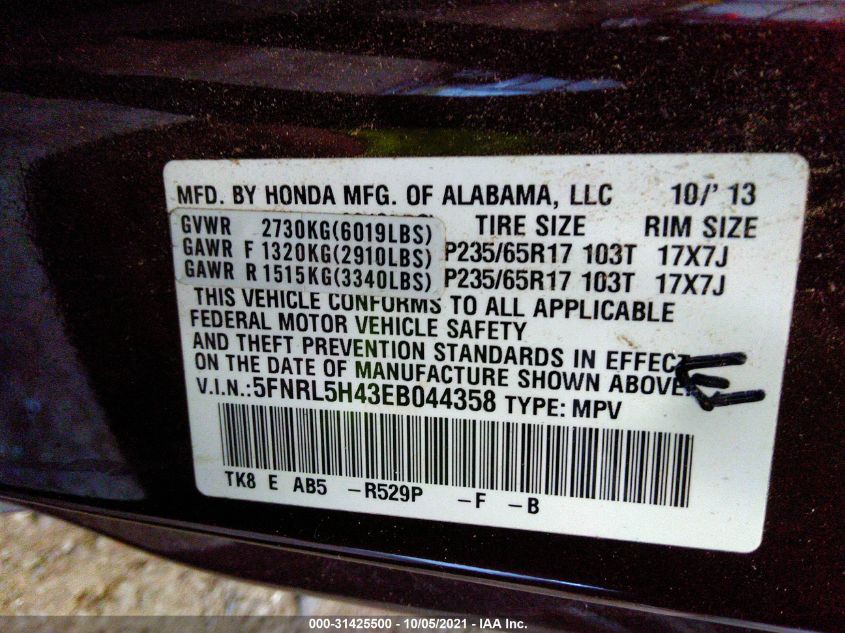 MFD. BY HONDA MFG. OF ALABAMA, LLC 10/'13
GVWR 2730KG(6019LBS) TIRE SIZE RIM SIZE
GAWR F 1320KG(2910LBS) P235/65R17 103T 17X7J
GAWR R 1515KG(3340LBS) P235/65R17 103T 17X7J
THIS VEHICLE CONFORMS TO ALL APPLICABLE
FEDERAL MOTOR VEHICLE SAFETY
AND THEFT PREVENTION STANDARDS IN EFFECT
ON THE DATE OF MANUFACTURE SHOWN ABOVE.
V.I.N.:5FNRL5H43EB044358 TYPE: MPV
TK8 E AB5 -R529P -F -B
000-31425500 - 10/05/2021 - IAA Inc.